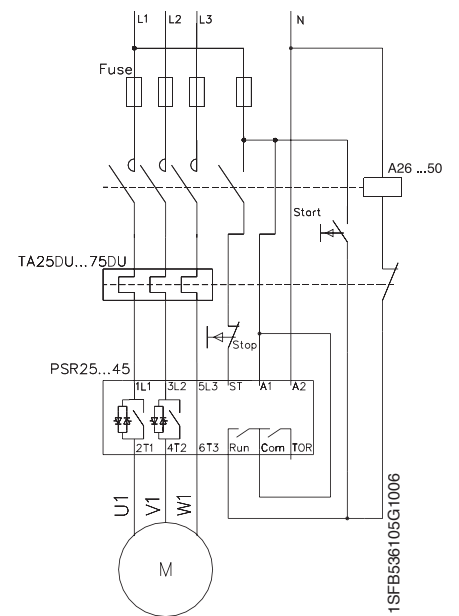 L1 L2 L3 N
Fuse
A26 ...50
Start
TA25DU...75DU
Stop
PSR25...45
1L1 3L2 5L3 ST A1 A2
2T1 4T2 6T3 Run Com TOR
U1 V1 W1
M
1SFB536105G1006